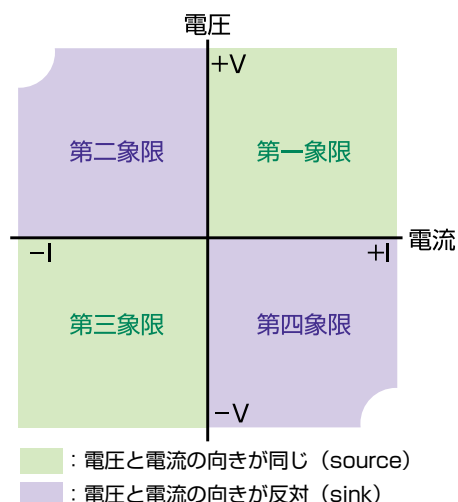 電圧
+V
第二象限
第一象限
-I
+I
電流
第三象限
第四象限
-V
：電圧と電流の向きが同じ（source）
：電圧と電流の向きが反対（sink）